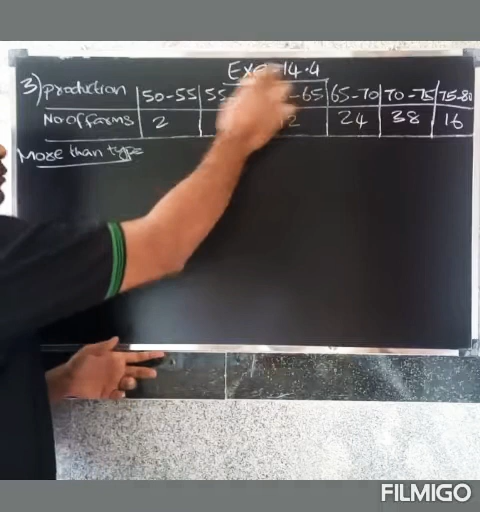 Exe-14.4
3) production 50-55 55- -65 65-70 70-75 75-80
No of farms 2 24 38 16
More than type
FILMIGO